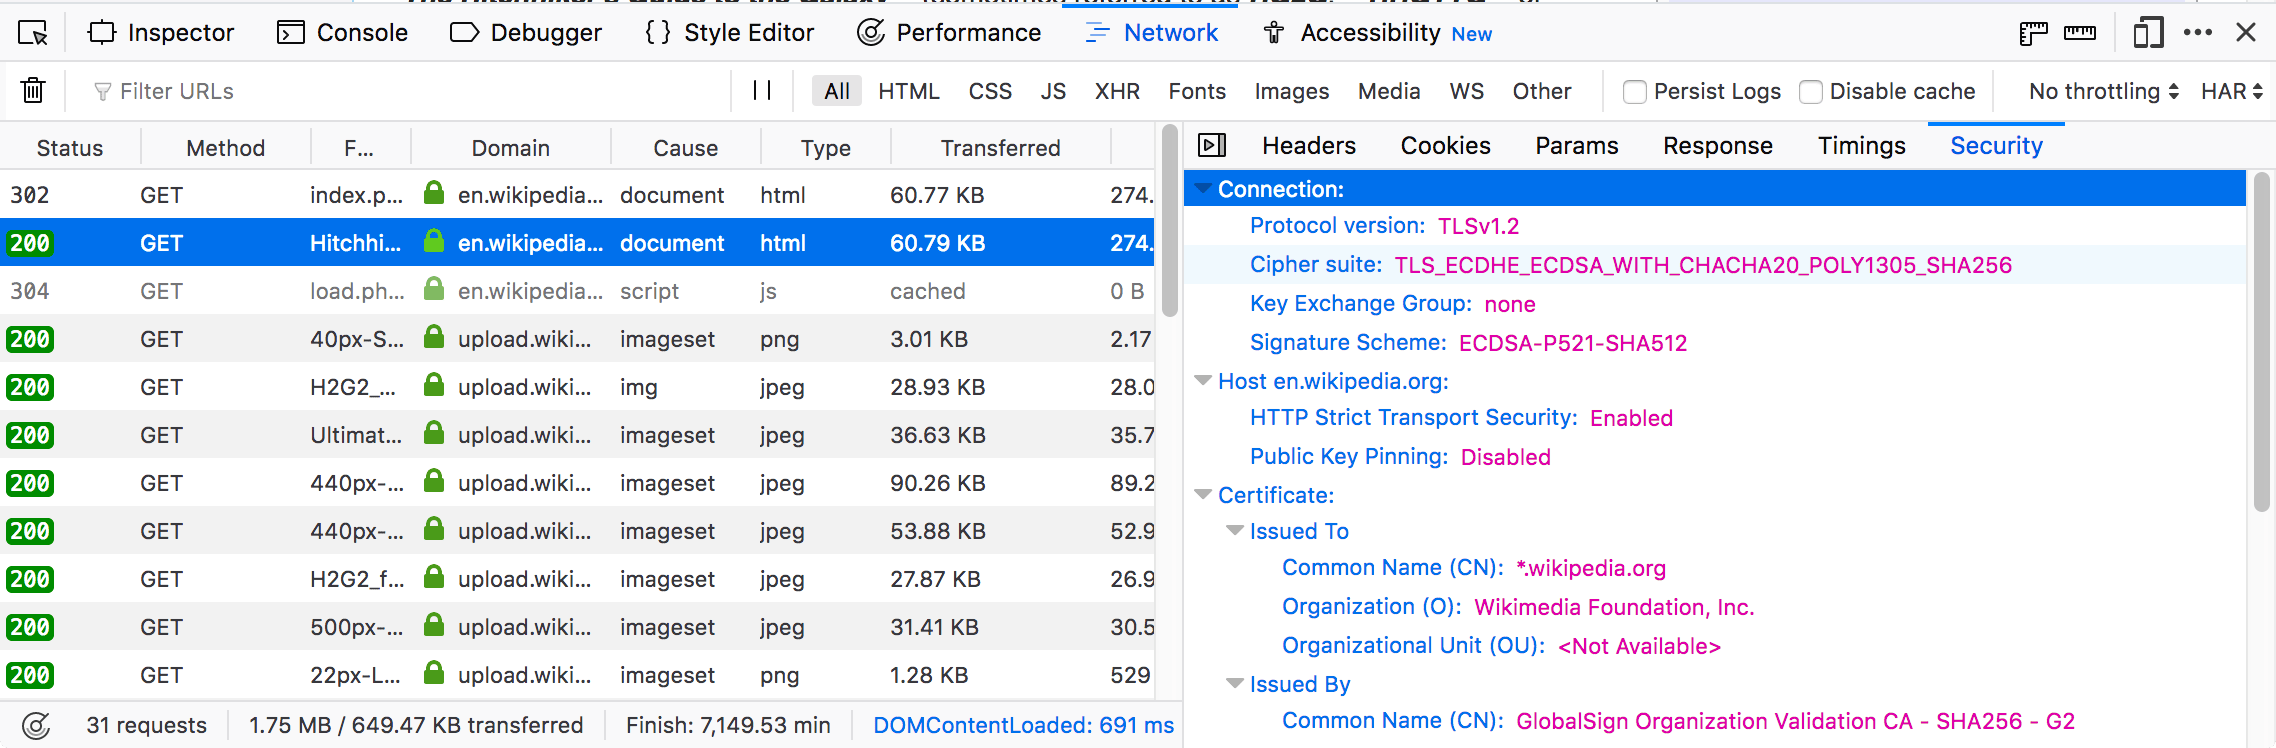 Inspector Console Debugger Style Editor Performance Network Accessibility New
Filter URLs All HTML CSS JS XHR Fonts Images Media WS Other Persist Logs Disable cache No throttling HAR
Status Method F... Domain Cause Type Transferred
302 GET index.p... en.wikipedia... document html 60.77 KB 274.
200 GET Hitchhi... en.wikipedia... document html 60.79 KB 274.
304 GET load.ph... en.wikipedia... script js cached 0 B
200 GET 40px-S... upload.wiki... imageset png 3.01 KB 2.17
200 GET H2G2_... upload.wiki... img jpeg 28.93 KB 28.0
200 GET Ultimat... upload.wiki... imageset jpeg 36.63 KB 35.7
200 GET 440px-... upload.wiki... imageset jpeg 90.26 KB 89.2
200 GET 440px-... upload.wiki... imageset jpeg 53.88 KB 52.9
200 GET H2G2_f... upload.wiki... imageset jpeg 27.87 KB 26.9
200 GET 500px-... upload.wiki... imageset jpeg 31.41 KB 30.5
200 GET 22px-L... upload.wiki... imageset png 1.28 KB 529
31 requests 1.75 MB / 649.47 KB transferred Finish: 7,149.53 min DOMContentLoaded: 691 ms
Headers Cookies Params Response Timings Security
Connection:
Protocol version: TLSv1.2
Cipher suite: TLS_ECDHE_ECDSA_WITH_CHACHA20_POLY1305_SHA256
Key Exchange Group: none
Signature Scheme: ECDSA-P521-SHA512
Host en.wikipedia.org:
HTTP Strict Transport Security: Enabled
Public Key Pinning: Disabled
Certificate:
Issued To
Common Name (CN): *.wikipedia.org
Organization (O): Wikimedia Foundation, Inc.
Organizational Unit (OU): <Not Available>
Issued By
Common Name (CN): GlobalSign Organization Validation CA - SHA256 - G2